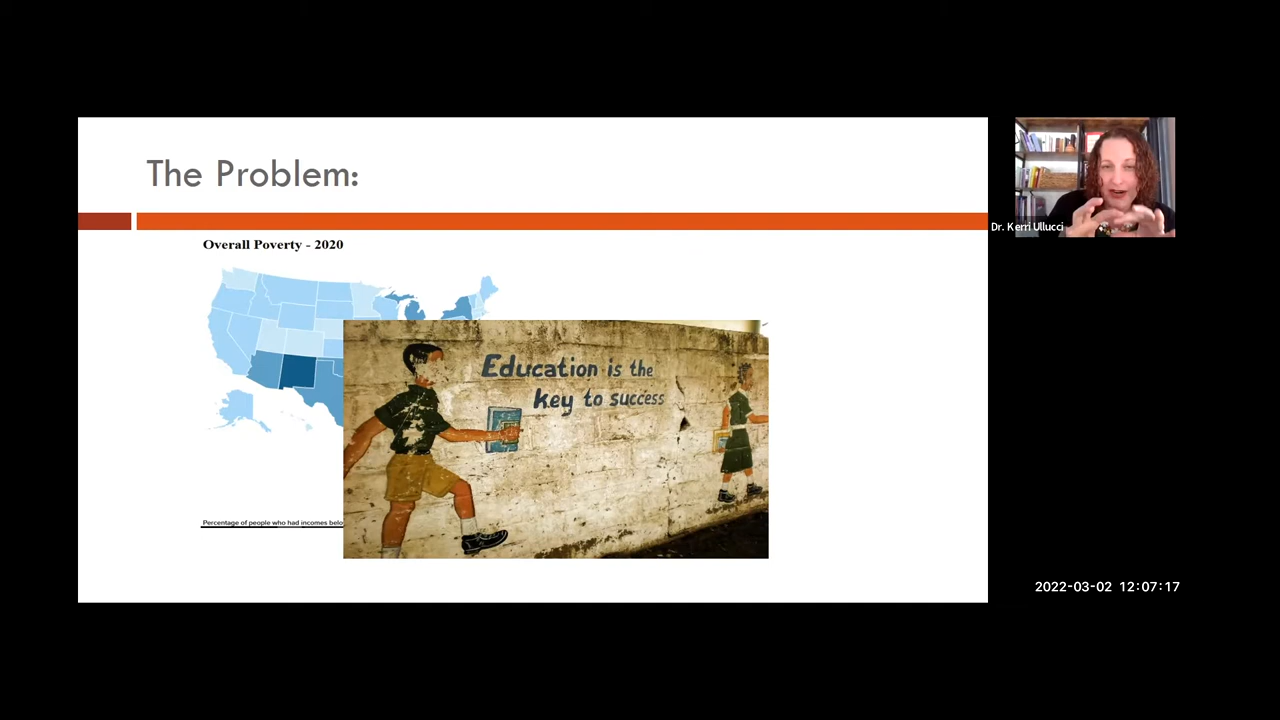 The Problem:
Overall Poverty - 2020
Education is the
key to success
Percentage of people who had incomes
Dr. Kerri Ullucci
2022-03-02 12:07:17